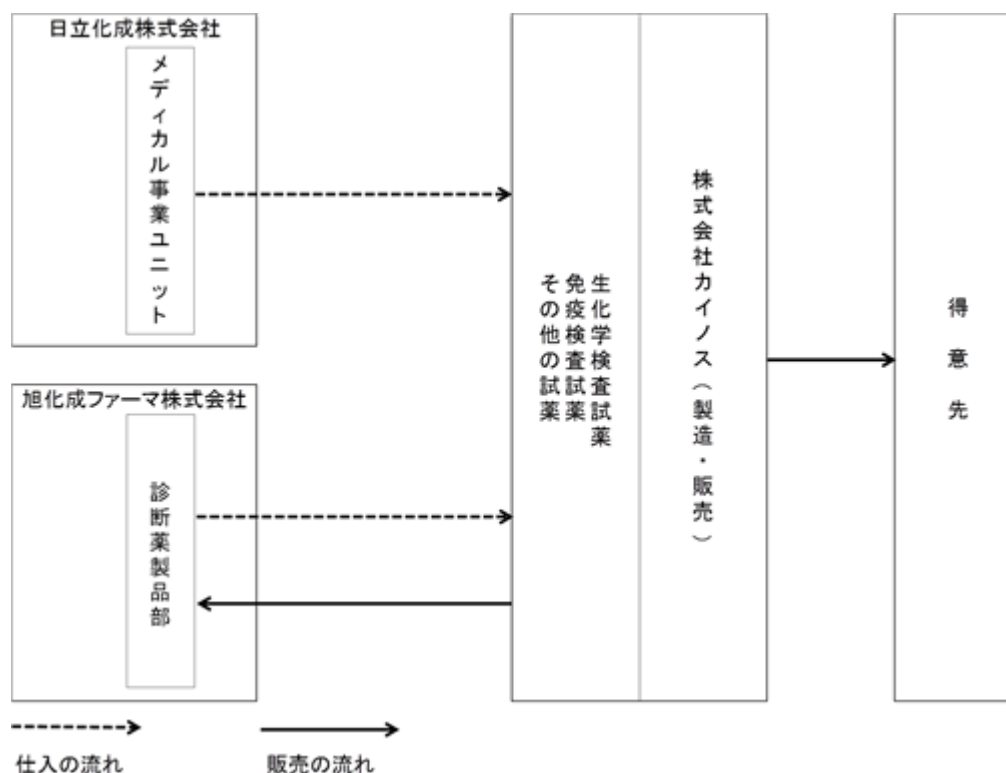 日立化成株式会社
メディカル事業ユニット
旭化成ファーマ株式会社
診断薬製品部
生化学検査試薬
免疫検査試薬
その他の試薬
株式会社カイノス（製造・販売）
得意先
仕入の流れ
販売の流れ